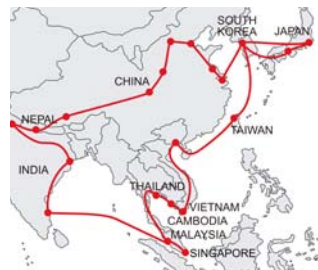 SOUTH
KOREA
JAPAN
CHINA
NEPAL
TAIWAN
INDIA
THAILAND
VIETNAM
CAMBODIA
MALAYSIA
SINGAPORE